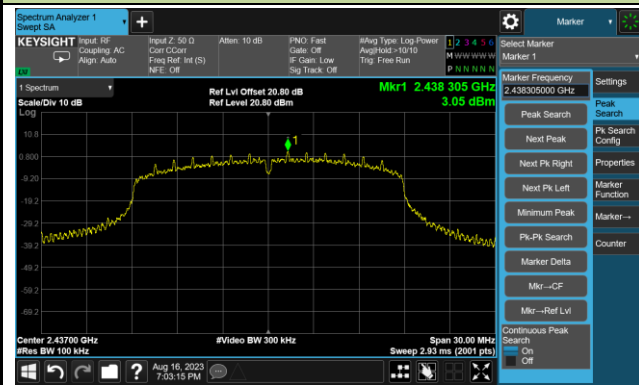 Spectrum Analyzer 1
Swept SA
Marker
KEYSIGHT
Input: RF
Coupling: AC
Align: Auto
Input Z: 50 Ω
Corr CCorr
Freq Ref: Int (S)
NFE: Off
Atten: 10 dB
PNO: Fast
Gate: Off
IF Gain: Low
Sig Track: Off
#Avg Type: Log-Power
Avg|Hold:>10/10
Trig: Free Run
1 2 3 4 5 6
M W W W W W
P N N N N N
Select Marker
Marker 1
1 Spectrum
Scale/Div 10 dB
Log
Ref Lvl Offset 20.80 dB
Ref Level 20.80 dBm
Mkr1 2.438 305 GHz
3.05 dBm
10.8
0.800
-9.20
-19.2
-29.2
-39.2
-49.2
-59.2
-69.2
1
Center 2.43700 GHz
#Res BW 100 kHz
#Video BW 300 kHz
Span 30.00 MHz
Sweep 2.93 ms (2001 pts)
Marker Frequency
2.438305000 GHz
Peak Search
Next Peak
Next Pk Right
Next Pk Left
Minimum Peak
Pk-Pk Search
Marker Delta
Mkr→CF
Mkr→Ref Lvl
Continuous Peak
Search
On
Off
Settings
Peak
Search
Pk Search
Config
Properties
Marker
Function
Marker→
Counter
Aug 16, 2023
7:03:15 PM